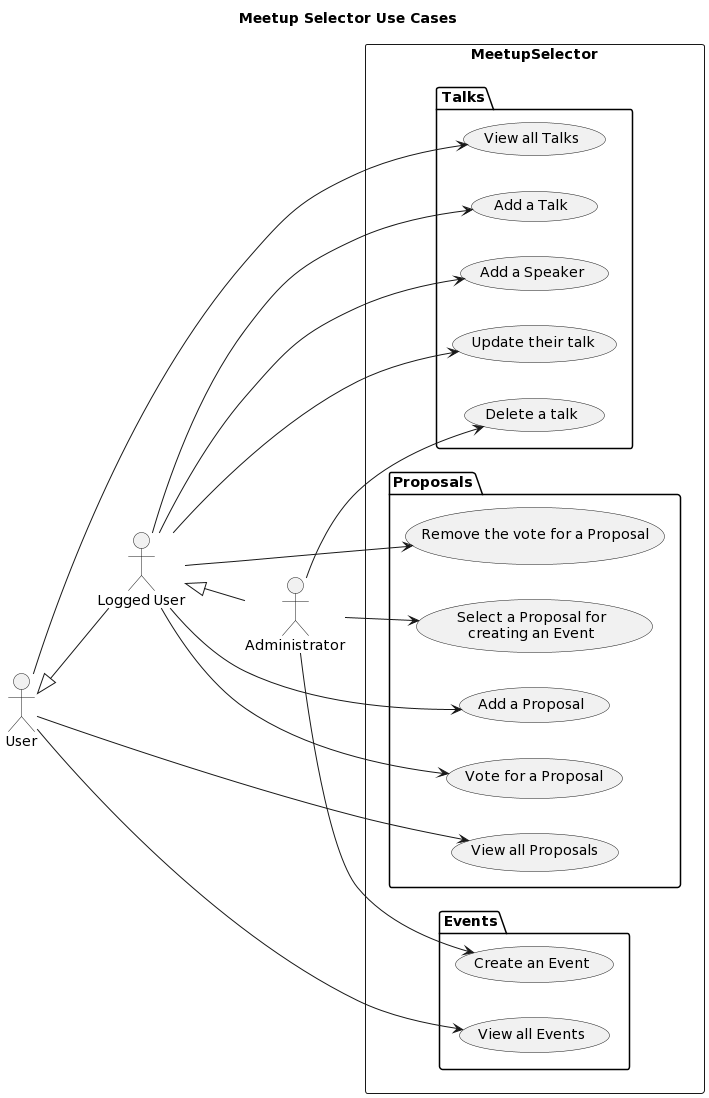 Meetup Selector Use Cases
MeetupSelector
Talks
View all Talks
Add a Talk
Add a Speaker
Update their talk
Delete a talk
Proposals
Remove the vote for a Proposal
Select a Proposal for
creating an Event
Add a Proposal
Vote for a Proposal
View all Proposals
Events
Create an Event
View all Events
Logged User
Administrator
User